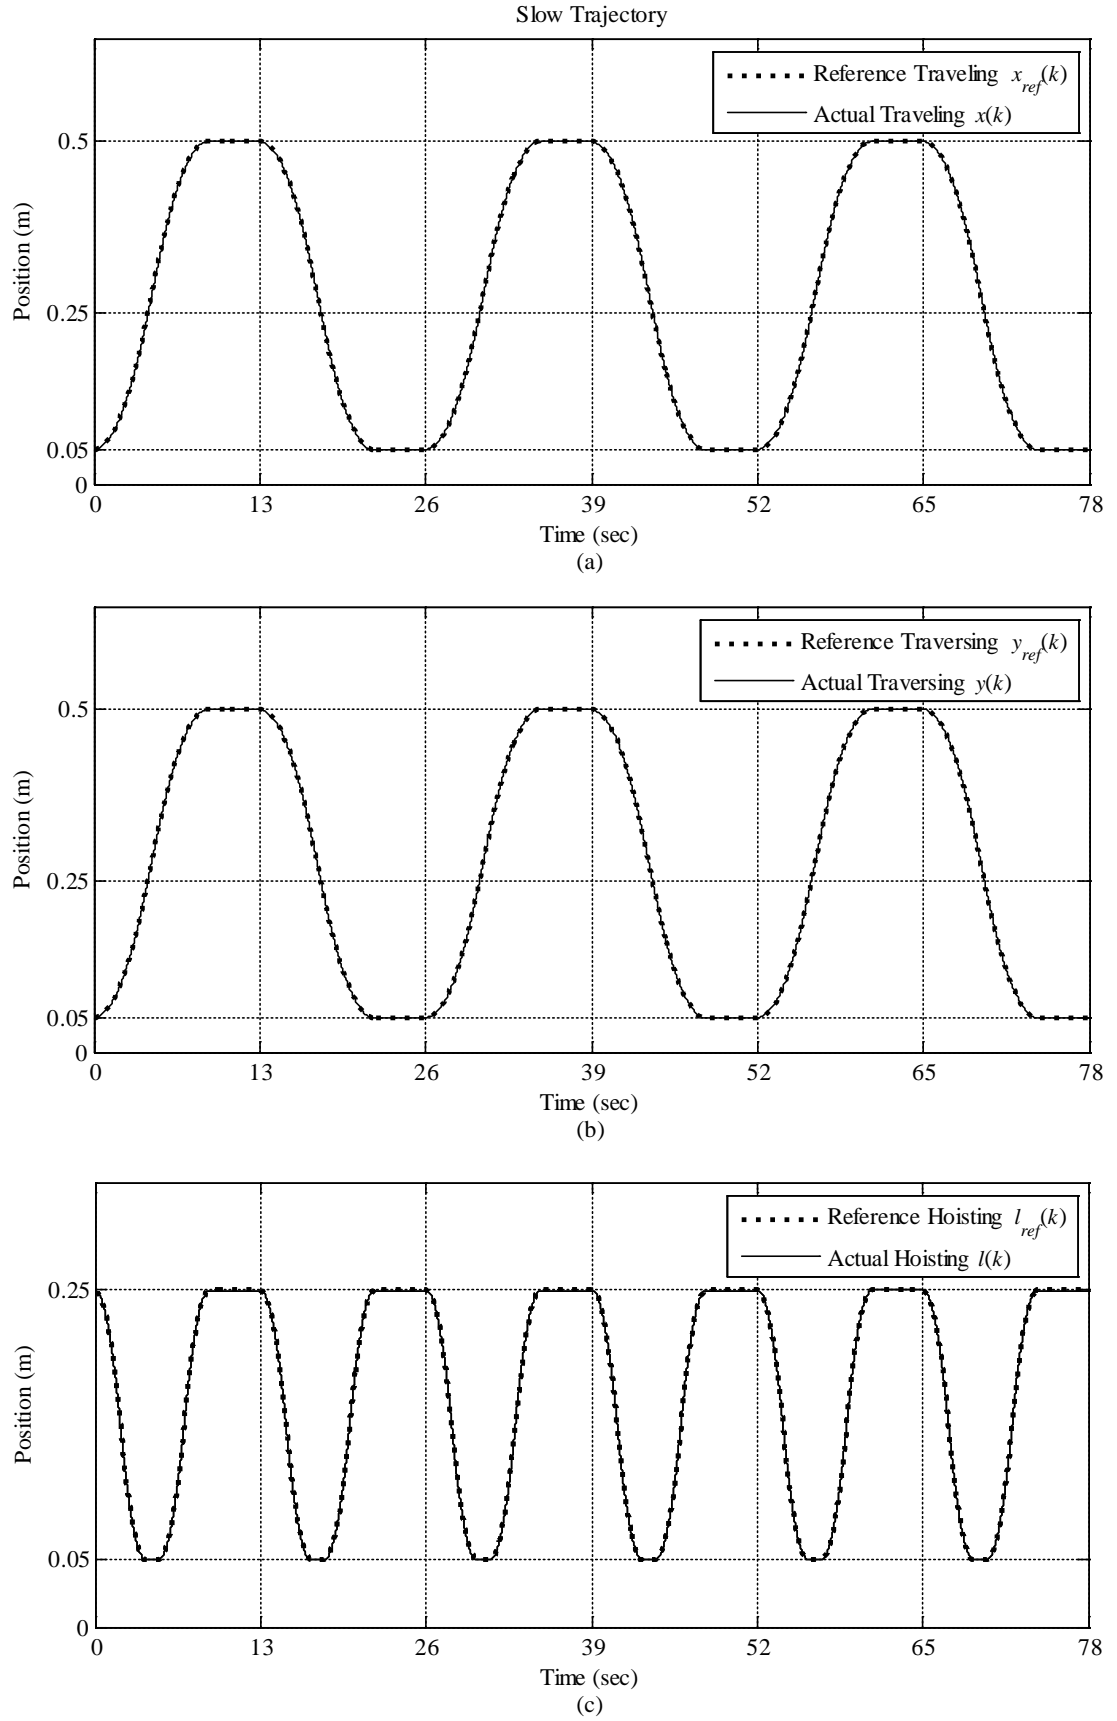 Slow Trajectory
Reference Traveling x_ref(k)
Actual Traveling x(k)
0.5
Position (m)
0.25
0.05
0
0 13 26 39 52 65 78
Time (sec)
(a)
Reference Traversing y_ref(k)
Actual Traversing y(k)
0.5
Position (m)
0.25
0.05
0
0 13 26 39 52 65 78
Time (sec)
(b)
Reference Hoisting l_ref(k)
Actual Hoisting l(k)
0.25
Position (m)
0.05
0
0 13 26 39 52 65 78
Time (sec)
(c)